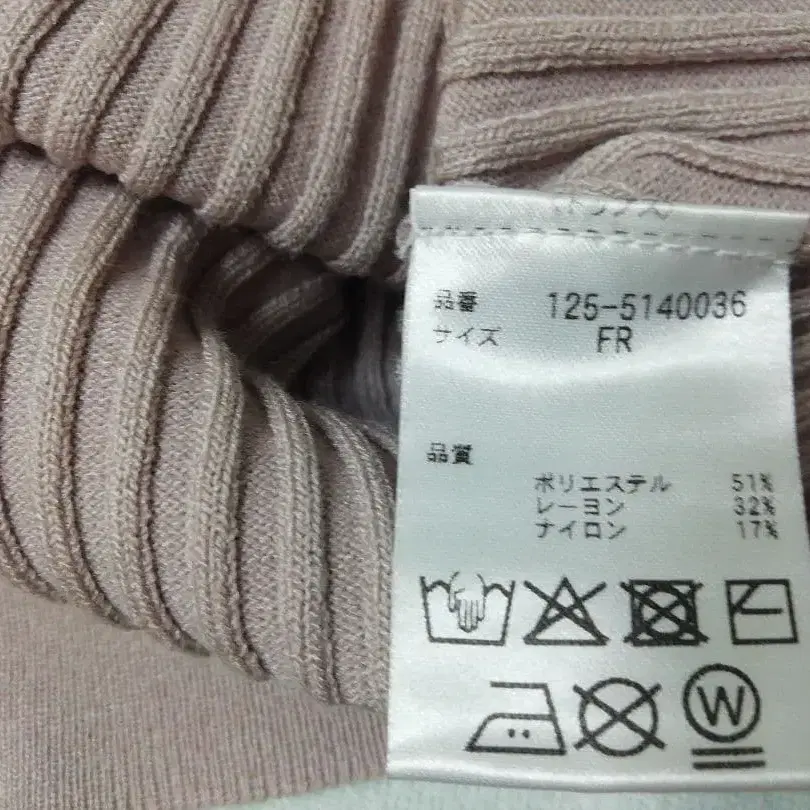 品番 125-5140036
サイズ FR
品質
ポリエステル 51%
レーヨン 32%
ナイロン 17%
W